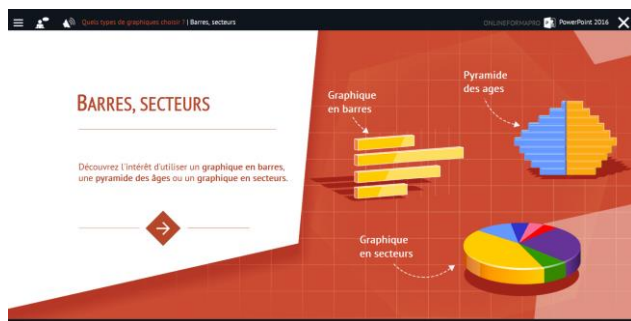 Quels types de graphiques choisir ? | Barres, secteurs
ONLINEFORMAPRO
PowerPoint 2016
BARRES, SECTEURS
Découvrez l'intérêt d'utiliser un graphique en barres,
une pyramide des âges ou un graphique en secteurs.
Graphique
en barres
Pyramide
des ages
Graphique
en secteurs